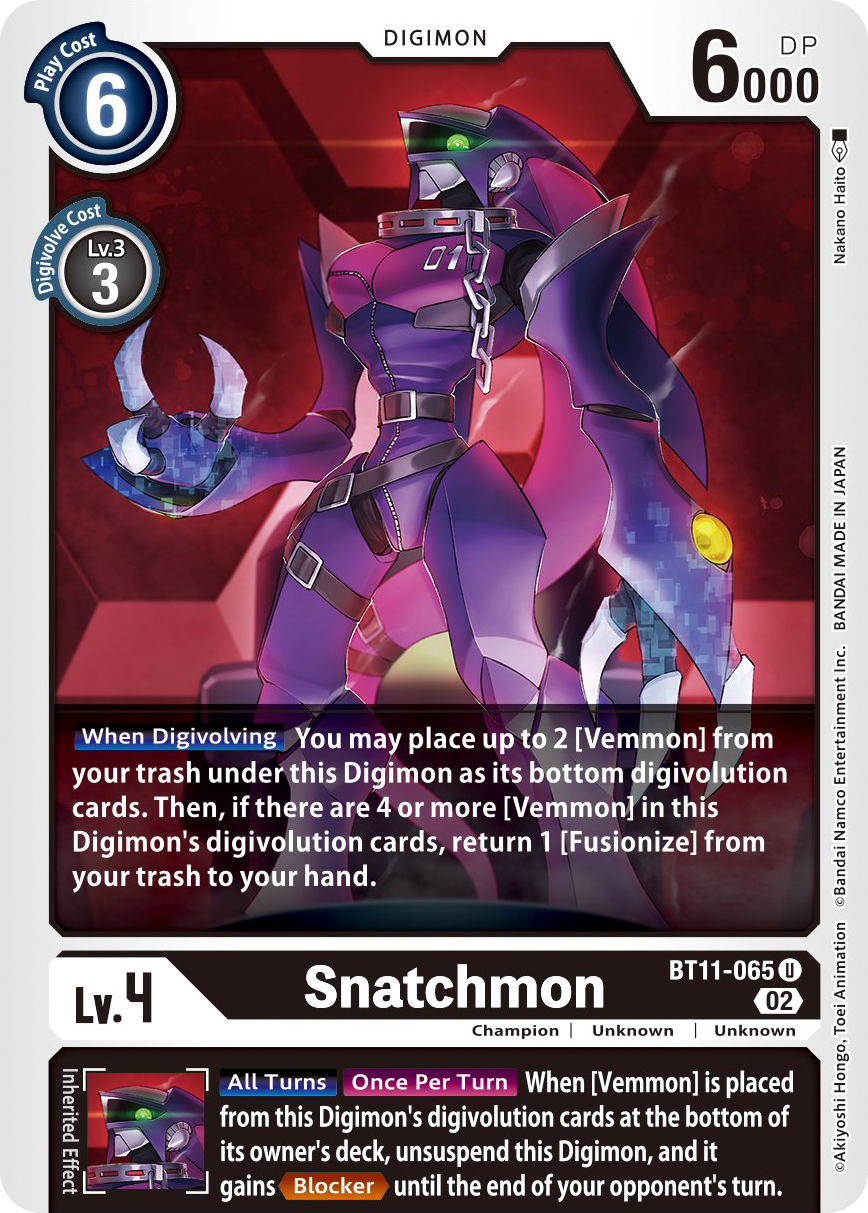 DIGIMON
Play Cost
6
DP
6000
Digivolve Cost
Lv.3
3
01
Nakano Haito
BANDAI MADE IN JAPAN
©Bandai Namco Entertainment Inc.
©Akiyoshi Hongo, Toei Animation
When Digivolving You may place up to 2 [Vemmon] from
your trash under this Digimon as its bottom digivolution
cards. Then, if there are 4 or more [Vemmon] in this
Digimon's digivolution cards, return 1 [Fusionize] from
your trash to your hand.
Lv.4
Snatchmon
BT11-065 U
02
Champion | Unknown | Unknown
Inherited Effect
All Turns Once Per Turn When [Vemmon] is placed
from this Digimon's digivolution cards at the bottom of
its owner's deck, unsuspend this Digimon, and it
gains Blocker until the end of your opponent's turn.